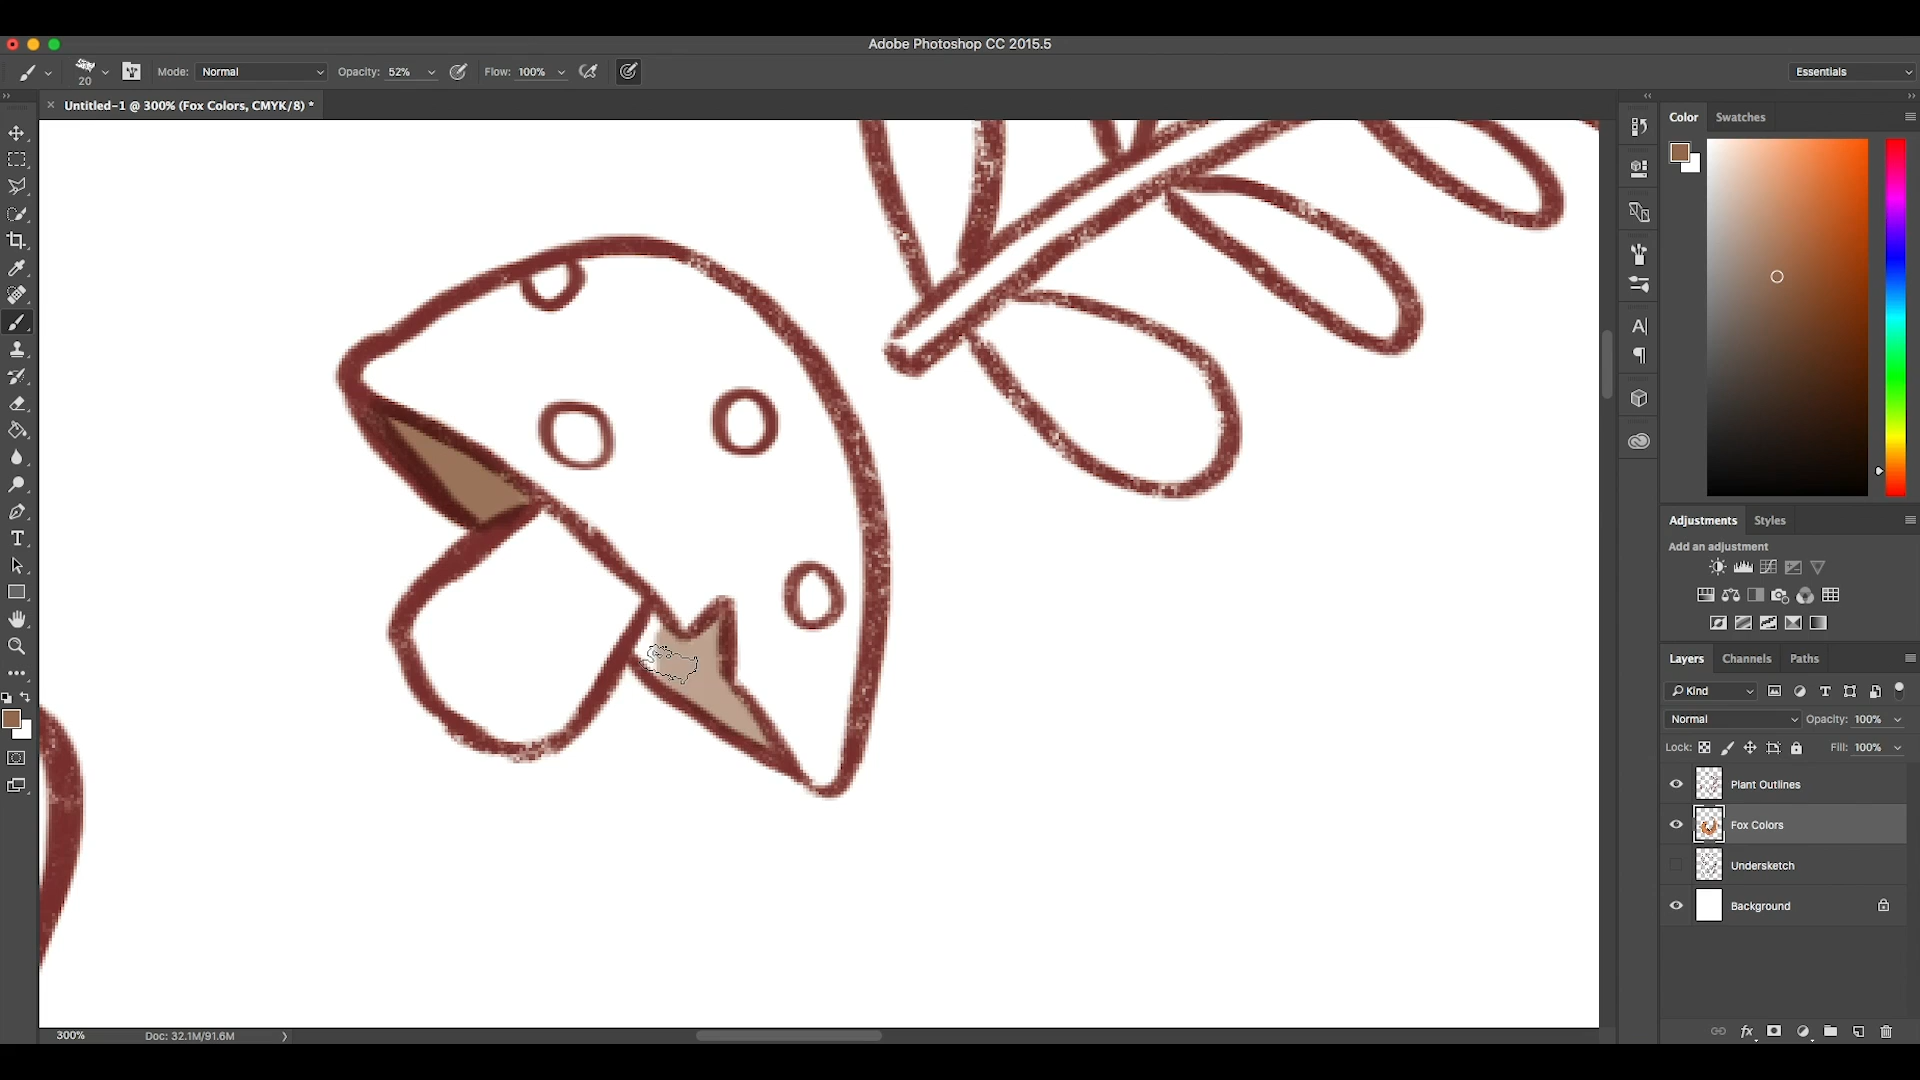 Adobe Photoshop CC 2015.5
20
Mode: Normal
Opacity: 52%
Flow: 100%
Essentials
Untitled-1 @ 300% (Fox Colors, CMYK/8) *
Color
Swatches
Adjustments
Styles
Add an adjustment
Layers
Channels
Paths
Kind
Normal
Opacity: 100%
Lock:
Fill: 100%
Plant Outlines
Fox Colors
Undersketch
Background
300%
Doc: 32.1M/91.6M